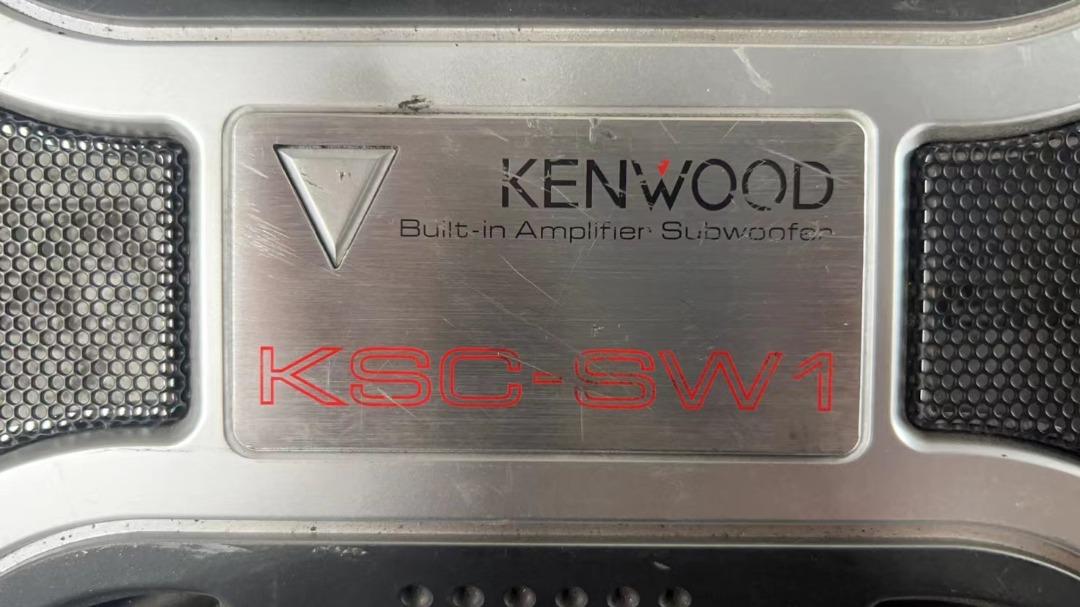 KENWOOD
Built-in Amplifier Subwoofer
KSC-SW1